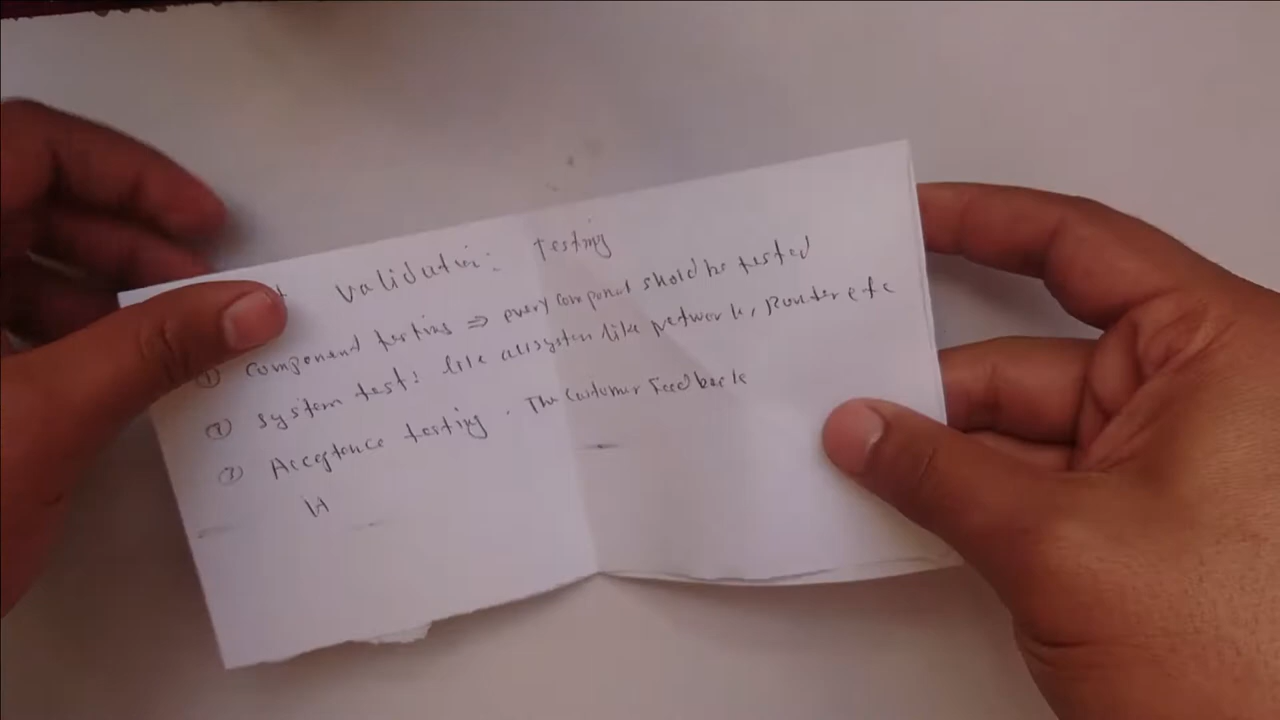 Validation: Testing
① Component testing ⇒ every component should be tested
② System test: like all system like network, Router etc
③ Acceptance testing. The Customer Feedback